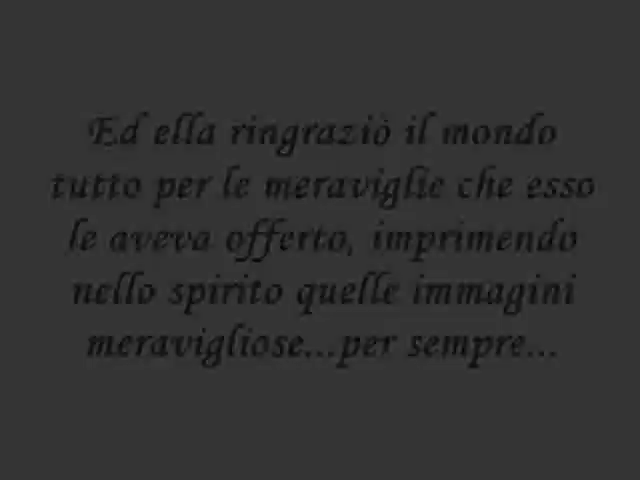 Ed ella ringraziò il mondo
tutto per le meraviglie che esso
le aveva offerto, imprimendo
nello spirito quelle immagini
meravigliose...per sempre...